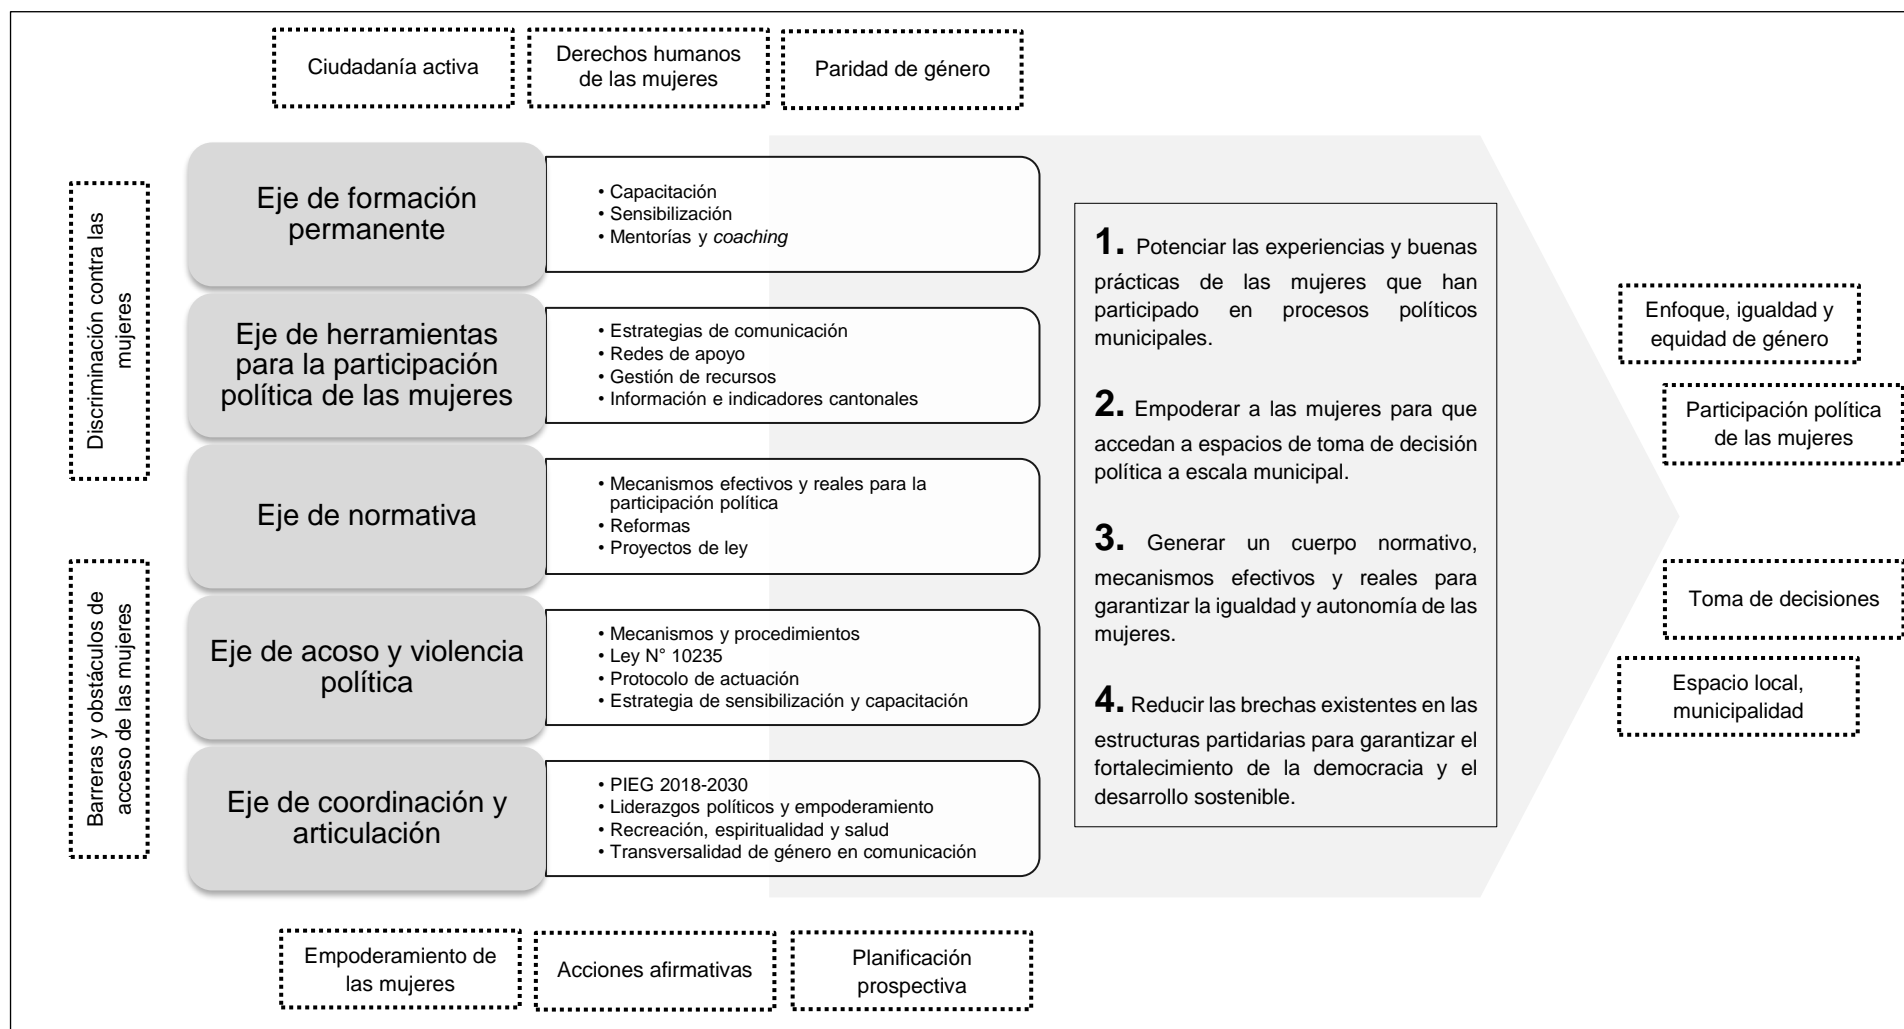 Ciudadanía activa
Derechos humanos
de las mujeres
Paridad de género
Discriminación contra las
mujeres
Barreras y obstáculos de
acceso de las mujeres
Eje de formación
permanente
• Capacitación
• Sensibilización
• Mentorías y coaching
Eje de herramientas
para la participación
política de las mujeres
• Estrategias de comunicación
• Redes de apoyo
• Gestión de recursos
• Información e indicadores cantonales
Eje de normativa
• Mecanismos efectivos y reales para la
participación política
• Reformas
• Proyectos de ley
Eje de acoso y violencia
política
• Mecanismos y procedimientos
• Ley N° 10235
• Protocolo de actuación
• Estrategia de sensibilización y capacitación
Eje de coordinación y
articulación
• PIEG 2018-2030
• Liderazgos políticos y empoderamiento
• Recreación, espiritualidad y salud
• Transversalidad de género en comunicación
1. Potenciar las experiencias y buenas
prácticas de las mujeres que han
participado en procesos políticos
municipales.
2. Empoderar a las mujeres para que
accedan a espacios de toma de decisión
política a escala municipal.
3. Generar un cuerpo normativo,
mecanismos efectivos y reales para
garantizar la igualdad y autonomía de las
mujeres.
4. Reducir las brechas existentes en las
estructuras partidarias para garantizar el
fortalecimiento de la democracia y el
desarrollo sostenible.
Enfoque, igualdad y
equidad de género
Participación política
de las mujeres
Toma de decisiones
Espacio local,
municipalidad
Empoderamiento de
las mujeres
Acciones afirmativas
Planificación
prospectiva